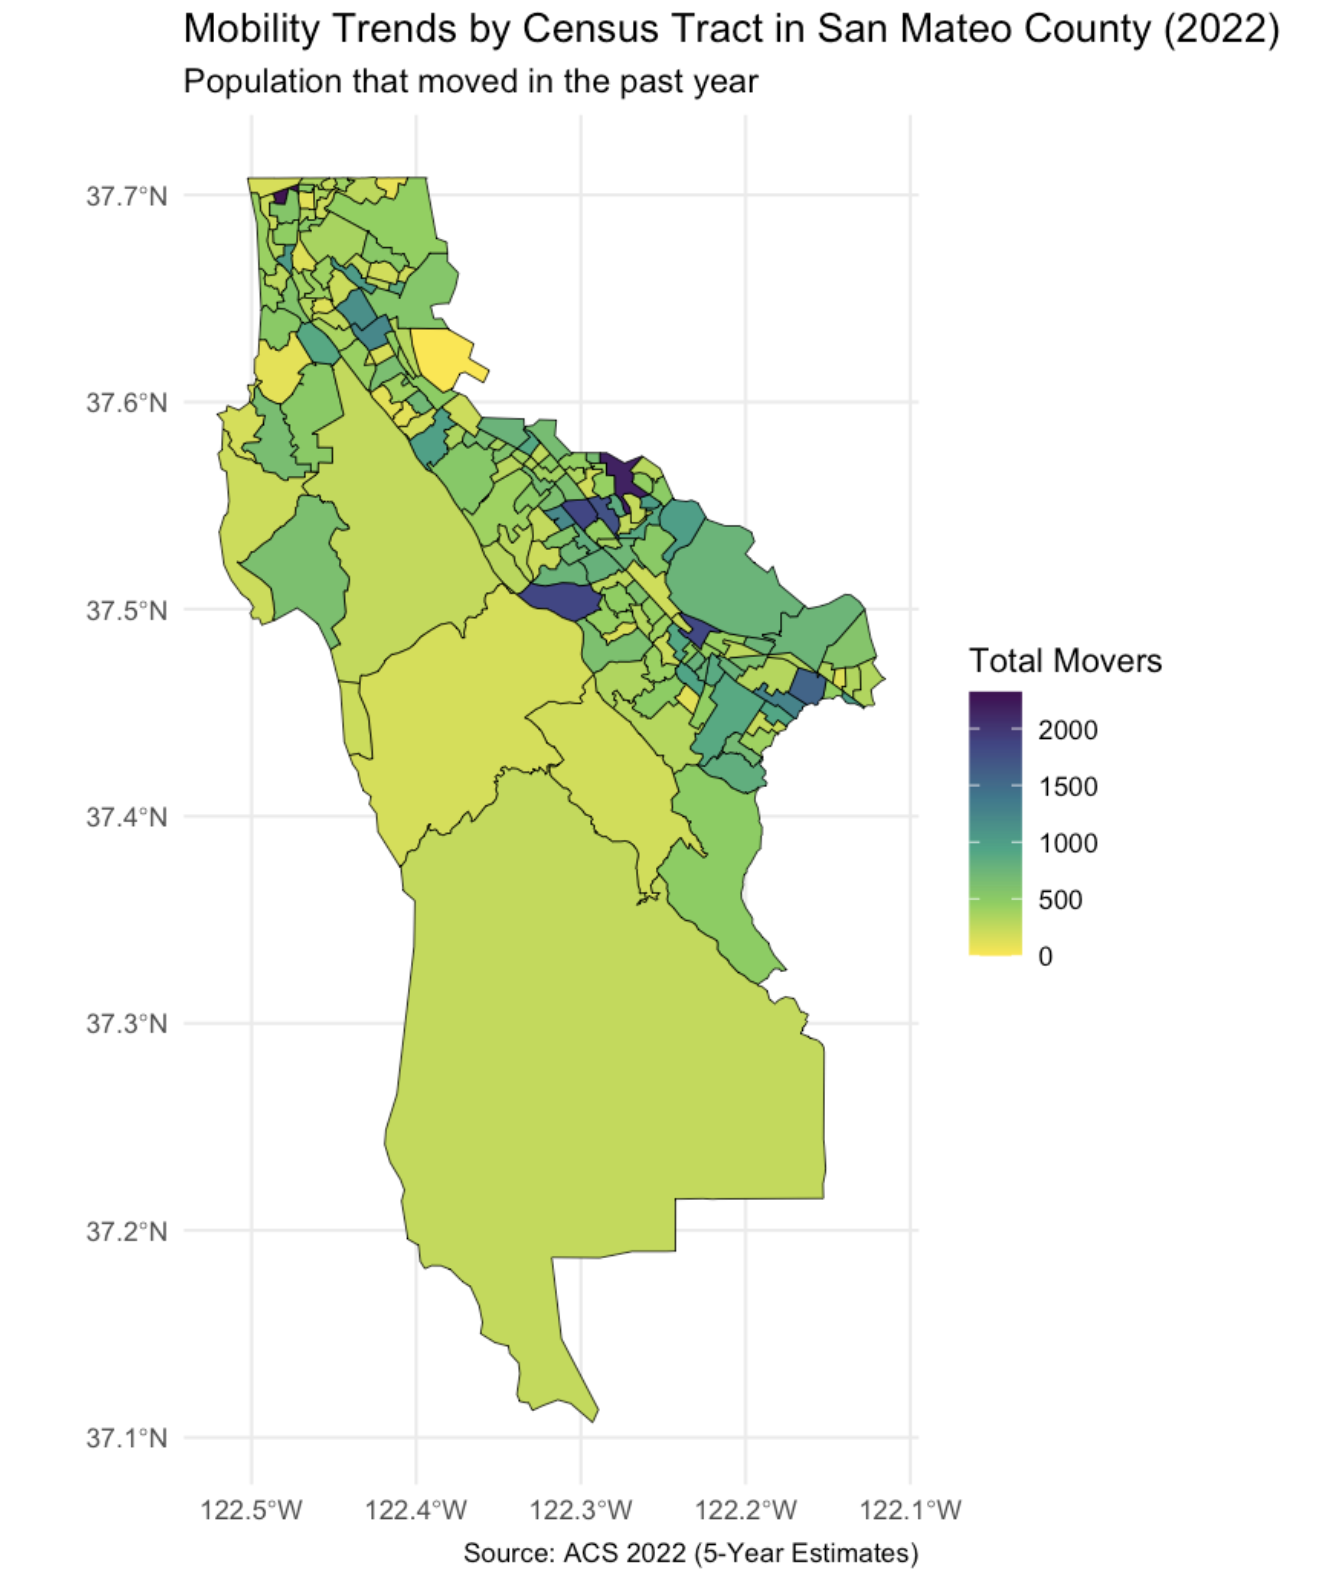 Mobility Trends by Census Tract in San Mateo County (2022)
Population that moved in the past year
37.7°N
37.6°N
37.5°N
37.4°N
37.3°N
37.2°N
37.1°N
122.5°W 122.4°W 122.3°W 122.2°W 122.1°W
Total Movers
2000
1500
1000
500
0
Source: ACS 2022 (5-Year Estimates)